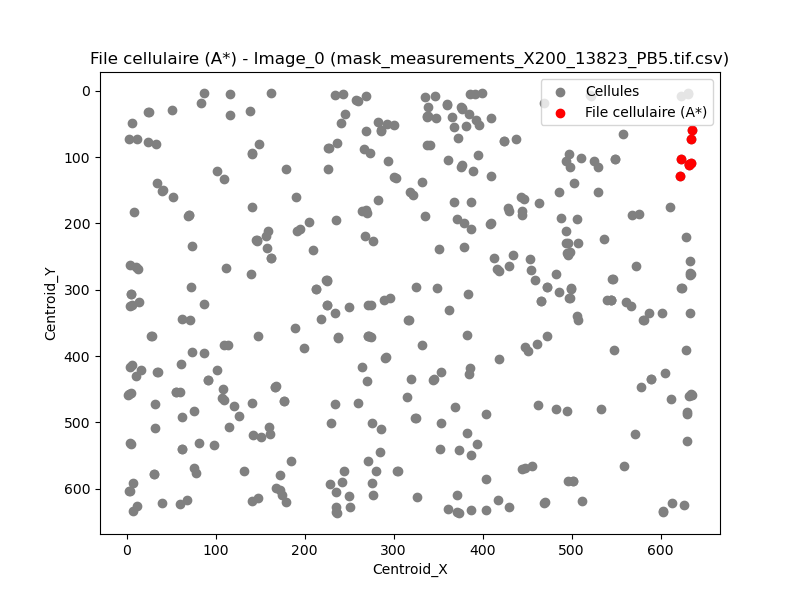 File cellulaire (A*) - Image_0 (mask_measurements_X200_13823_PB5.tif.csv)
Cellules
File cellulaire (A*)
0
100
200
300
400
500
600
Centroid_Y
0 100 200 300 400 500 600
Centroid_X